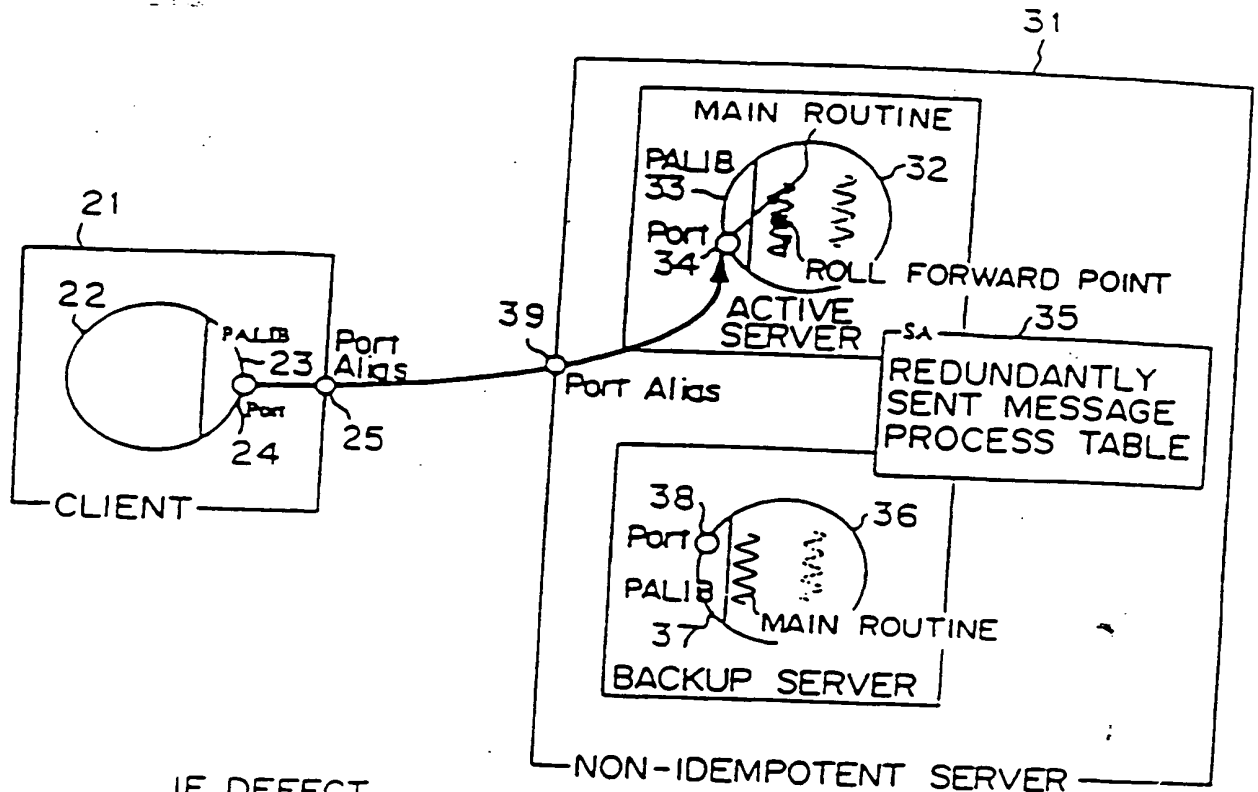 31
MAIN ROUTINE
PALIB
33
32
Port
34
ROLL FORWARD POINT
ACTIVE
SERVER
21
22
PALIB
23
Port
24
Port
Alias
25
CLIENT
39
Port Alias
SA
35
REDUNDANTLY
SENT MESSAGE
PROCESS TABLE
38
36
Port
PALIB
37
MAIN ROUTINE
BACKUP SERVER
NON-IDEMPOTENT SERVER
IF DEFECT